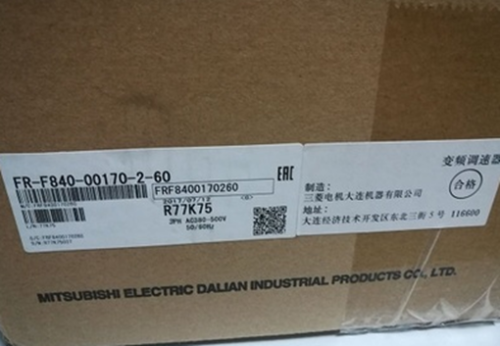 FR-F840-00170-2-60
FRF8400170260
2017/07/12
R77K75
3PH AC380-500V
50/60Hz
EAC
变频调速器
合格
制造:
三菱电机大连机器有限公司
地址:
大连经济技术开发区东北三街5号 116600
MITSUBISHI ELECTRIC DALIAN INDUSTRIAL PRODUCTS CO., LTD.